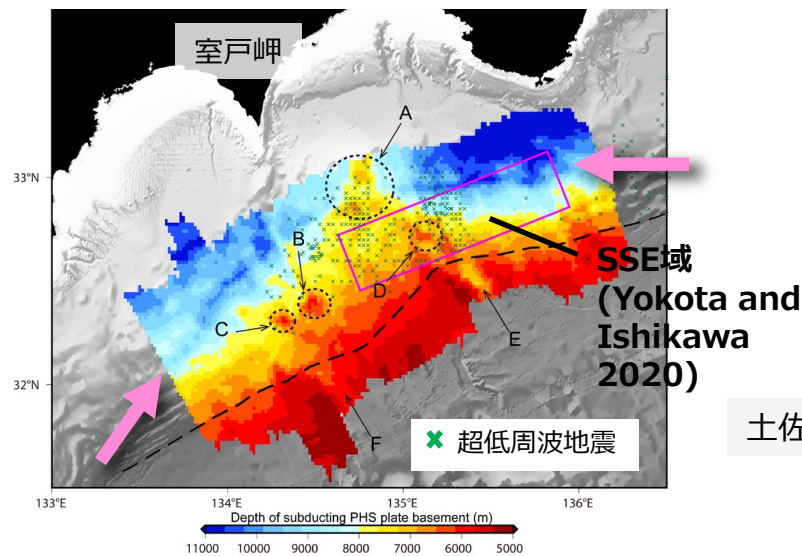 室戸岬
A
33°N
B
D
C
SSE域
(Yokota and
Ishikawa
2020)
E
32°N
F
超低周波地震
土佐
133°E
134°E
135°E
136°E
Depth of subducting PHS plate basement (m)
11000 10000 9000 8000 7000 6000 5000